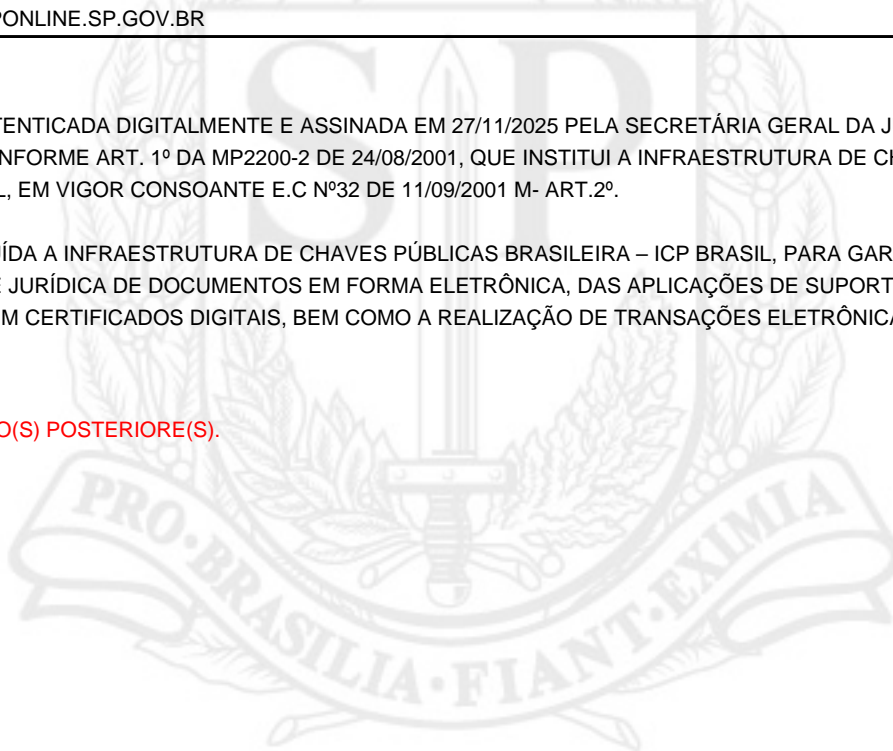 PONLINE.SP.GOV.BR
TENTICADA DIGITALMENTE E ASSINADA EM 27/11/2025 PELA SECRETÁRIA GERAL DA J
NFORME ART. 1º DA MP2200-2 DE 24/08/2001, QUE INSTITUI A INFRAESTRUTURA DE CH
L, EM VIGOR CONSOANTE E.C Nº32 DE 11/09/2001 M- ART.2º.
UÍDA A INFRAESTRUTURA DE CHAVES PÚBLICAS BRASILEIRA – ICP BRASIL, PARA GAR
E JURÍDICA DE DOCUMENTOS EM FORMA ELETRÔNICA, DAS APLICAÇÕES DE SUPORT
EM CERTIFICADOS DIGITAIS, BEM COMO A REALIZAÇÃO DE TRANSAÇÕES ELETRÔNICA
O(S) POSTERIORE(S).
SP
PRO·BRASILIA·FIANT·EXIMIA